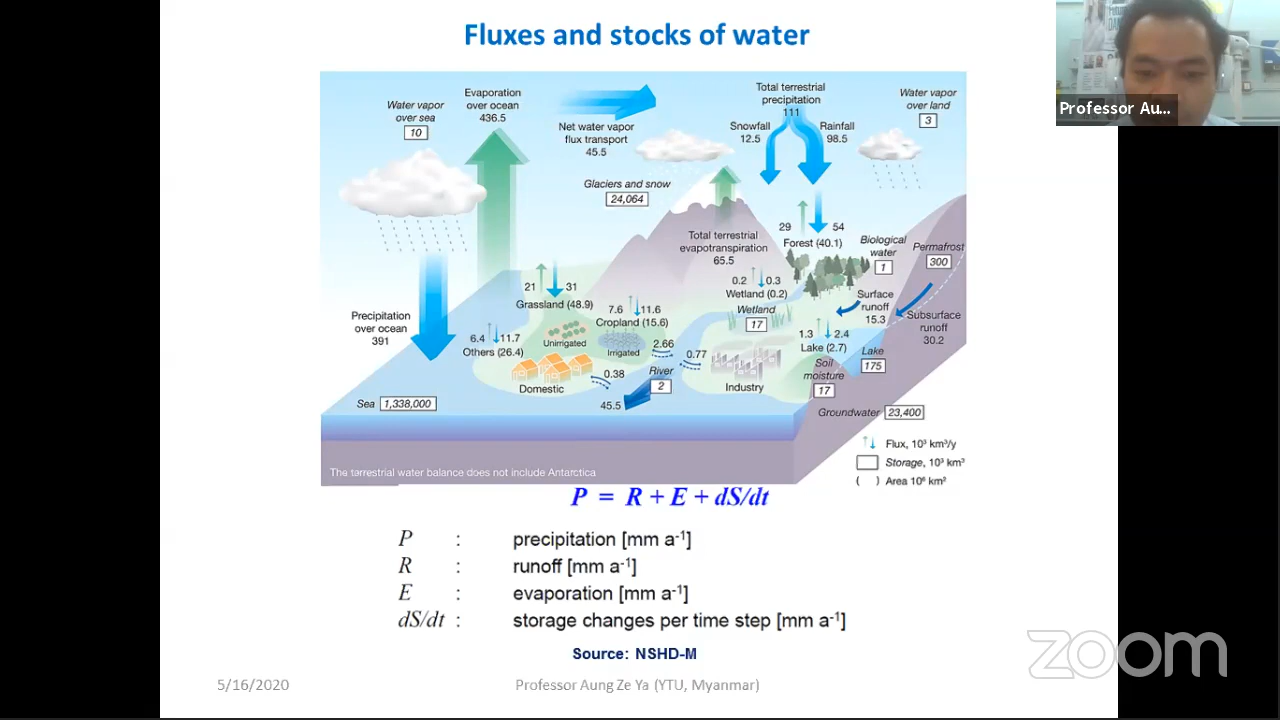 Fluxes and stocks of water
Professor Au...
Water vapor
over sea
10
Evaporation
over ocean
436.5
Net water vapor
flux transport
45.5
Total terrestrial
precipitation
111
Snowfall
12.5
Rainfall
98.5
Water vapor
over land
3
Glaciers and snow
24,064
Total terrestrial
evapotranspiration
65.5
29
54
Forest (40.1)
Biological
water
1
Permafrost
300
21
31
Grassland (48.9)
7.6
11.6
Cropland (15.6)
0.2
0.3
Wetland (0.2)
Wetland
17
Surface
runoff
15.3
Subsurface
runoff
30.2
Precipitation
over ocean
391
6.4
11.7
Others (26.4)
Unirrigated
Irrigated
2.66
0.77
1.3
2.4
Lake (2.7)
Lake
175
Soil
moisture
17
Domestic
0.38
River
2
Industry
45.5
Sea
1,338,000
Groundwater
23,400
Flux, 10³ km³/y
Storage, 10³ km³
( ) Area 10⁶ km²
The terrestrial water balance does not include Antarctica
P = R + E + dS/dt
P : precipitation [mm a⁻¹]
R : runoff [mm a⁻¹]
E : evaporation [mm a⁻¹]
dS/dt : storage changes per time step [mm a⁻¹]
Source: NSHD-M
5/16/2020
Professor Aung Ze Ya (YTU, Myanmar)
zoom